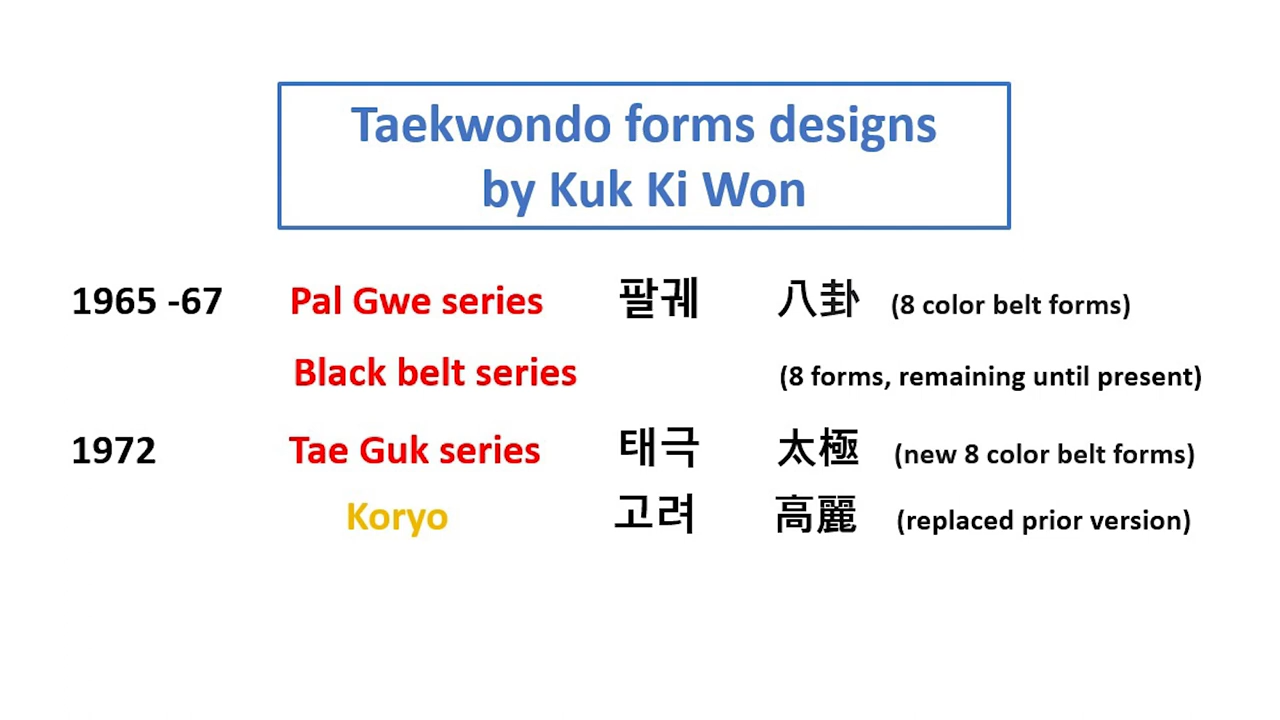 Taekwondo forms designs
by Kuk Ki Won
1965 -67 Pal Gwe series 팔궤 八卦 (8 color belt forms)
Black belt series (8 forms, remaining until present)
1972 Tae Guk series 태극 太極 (new 8 color belt forms)
Koryo 고려 高麗 (replaced prior version)